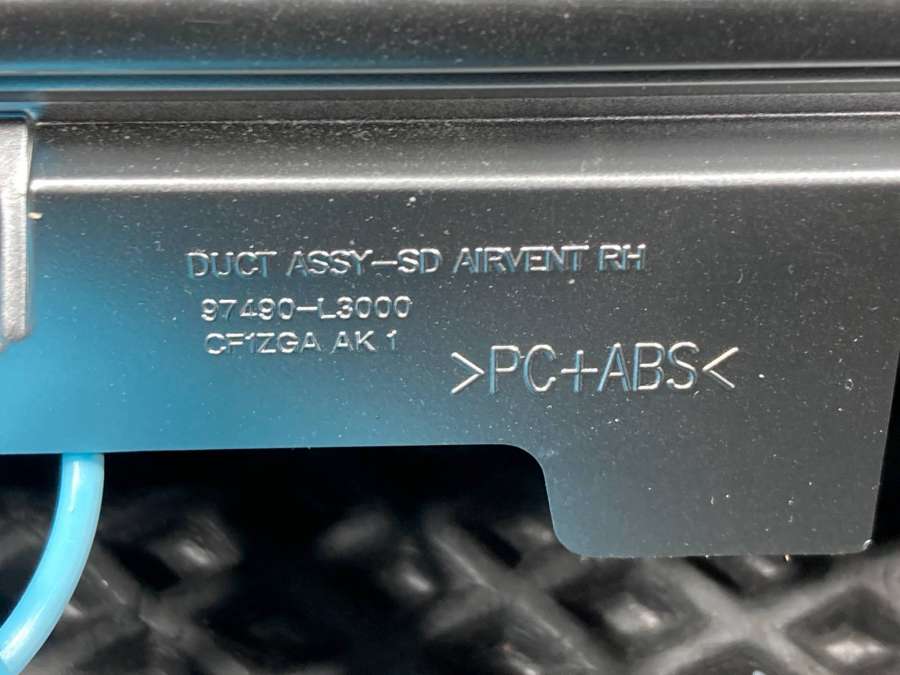 DUCT ASSY-SD AIRVENT RH
97490-L3000
CF1ZGA AK 1
>PC+ABS<